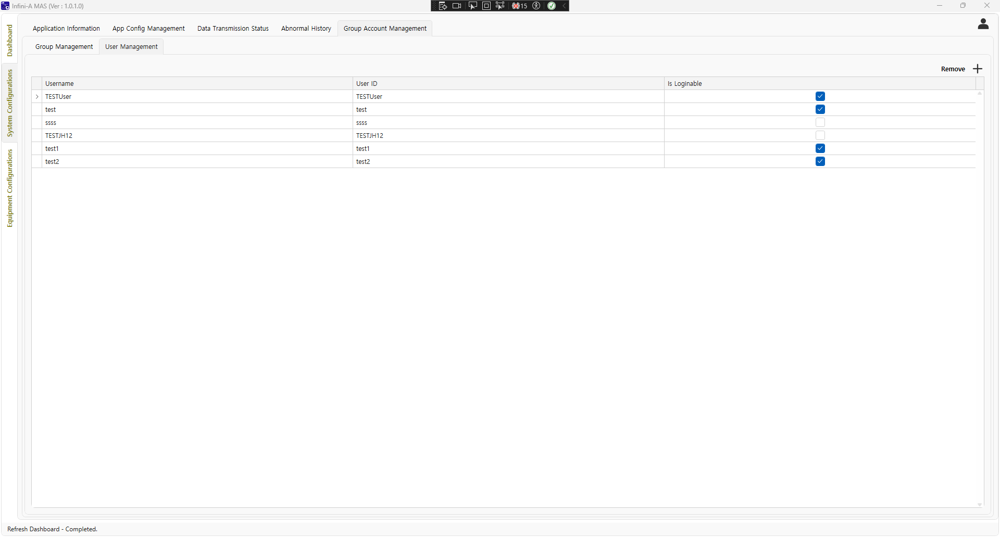 Infini-A MAS (Ver : 1.0.1.0)
15
Dashboard
System Configurations
Equipment Configurations
Application Information App Config Management Data Transmission Status Abnormal History Group Account Management
Group Management User Management
Remove
Username User ID Is Loginable
TESTUser TESTUser
test test
ssss ssss
TESTJH12 TESTJH12
test1 test1
test2 test2
Refresh Dashboard - Completed.